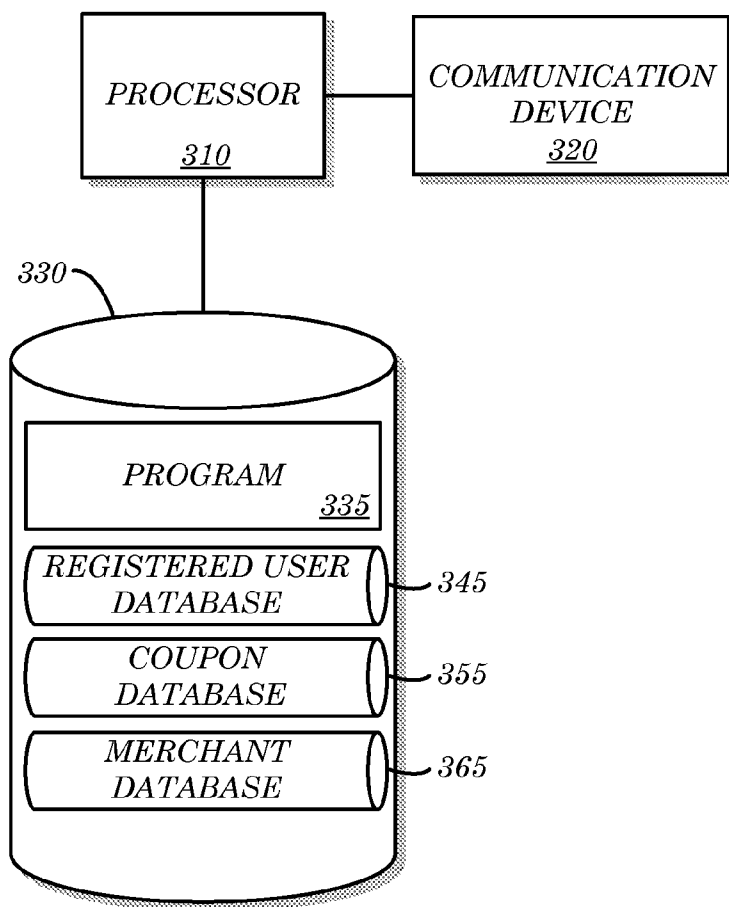 PROCESSOR
310
COMMUNICATION
DEVICE
320
330
PROGRAM
335
REGISTERED USER
DATABASE
345
COUPON
DATABASE
355
MERCHANT
DATABASE
365